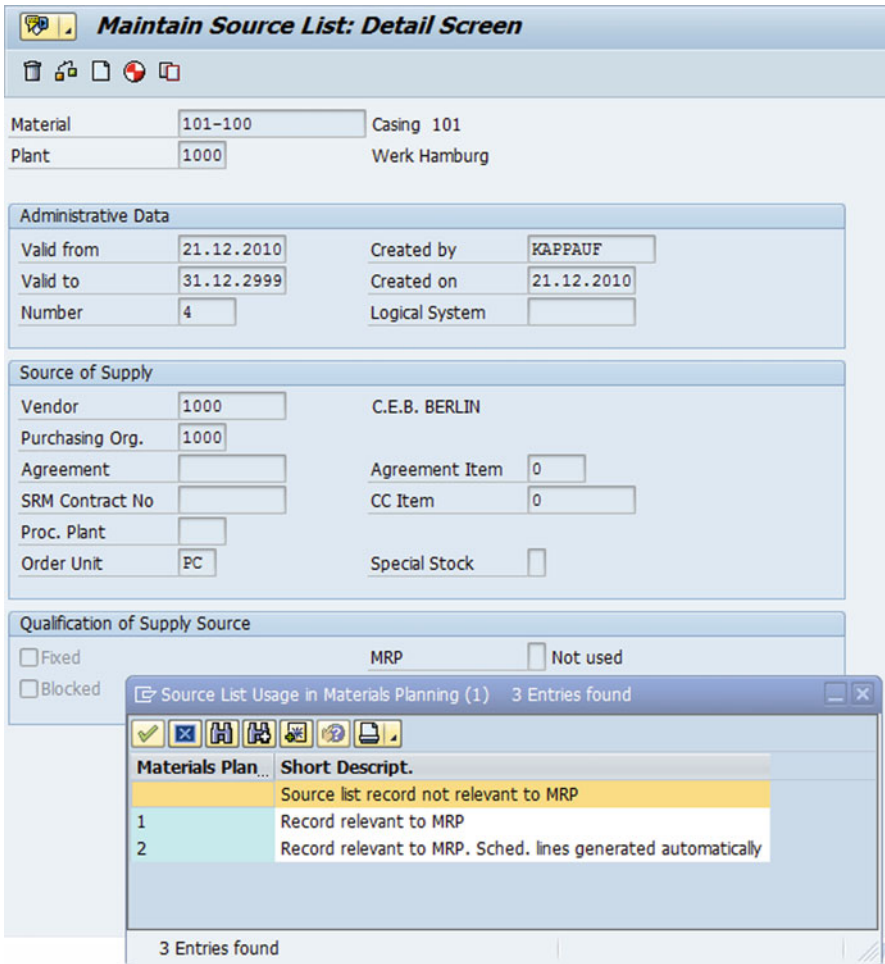 Maintain Source List: Detail Screen
Material 101-100 Casing 101
Plant 1000 Werk Hamburg
Administrative Data
Valid from 21.12.2010 Created by KAPPAUF
Valid to 31.12.2999 Created on 21.12.2010
Number 4 Logical System
Source of Supply
Vendor 1000 C.E.B. BERLIN
Purchasing Org. 1000
Agreement Agreement Item 0
SRM Contract No CC Item 0
Proc. Plant
Order Unit PC Special Stock
Qualification of Supply Source
Fixed MRP Not used
Blocked
Source List Usage in Materials Planning (1) 3 Entries found
Materials Plan... Short Descript.
Source list record not relevant to MRP
1 Record relevant to MRP
2 Record relevant to MRP. Sched. lines generated automatically
3 Entries found